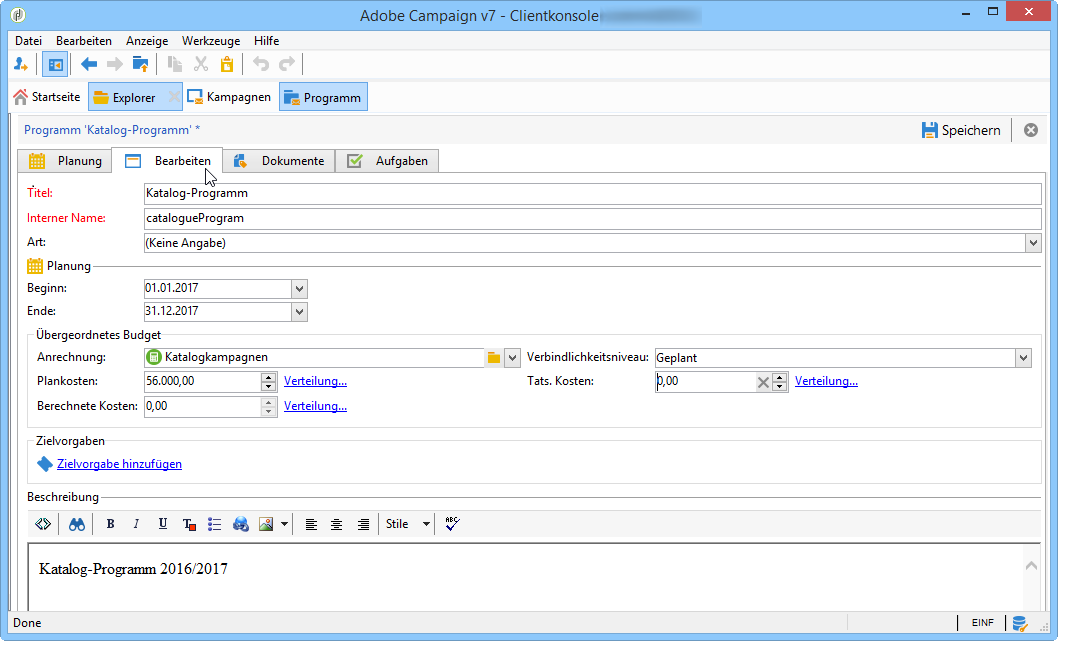 Adobe Campaign v7 - Clientkonsole
Datei Bearbeiten Anzeige Werkzeuge Hilfe
Startseite Explorer Kampagnen Programm
Programm 'Katalog-Programm' * Speichern
Planung Bearbeiten Dokumente Aufgaben
Titel: Katalog-Programm
Interner Name: catalogueProgram
Art: (Keine Angabe)
Planung
Beginn: 01.01.2017
Ende: 31.12.2017
Übergeordnetes Budget
Anrechnung: Katalogkampagnen Verbindlichkeitsniveau: Geplant
Plankosten: 56.000,00 Verteilung... Tats. Kosten: 0,00 Verteilung...
Berechnete Kosten: 0,00 Verteilung...
Zielvorgaben
Zielvorgabe hinzufügen
Beschreibung
B I U T Stile ABC
Katalog-Programm 2016/2017
Done EINF